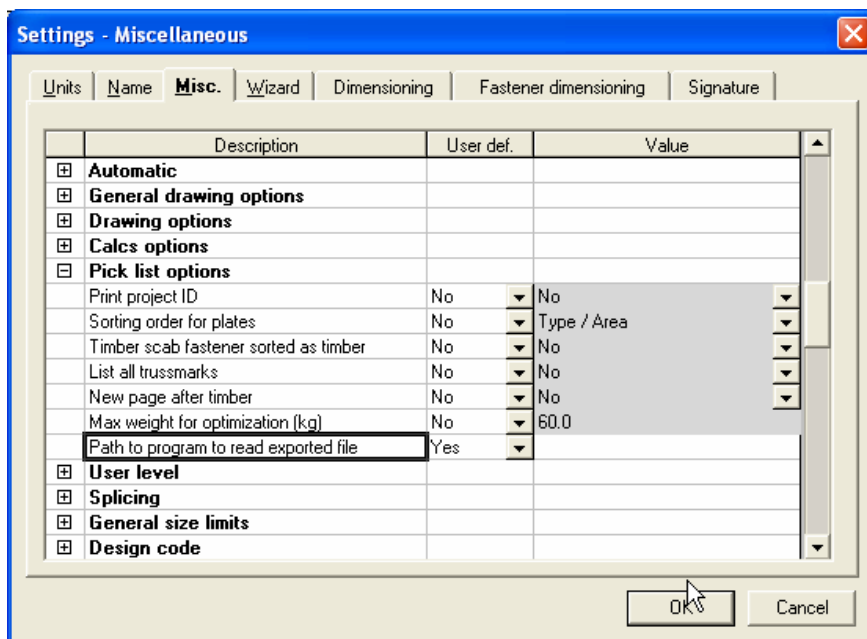 Settings - Miscellaneous
Units Name Misc. Wizard Dimensioning Fastener dimensioning Signature
Description User def. Value
Automatic
General drawing options
Drawing options
Calcs options
Pick list options
Print project ID No No
Sorting order for plates No Type / Area
Timber scab fastener sorted as timber No No
List all trussmarks No No
New page after timber No No
Max weight for optimization (kg) No 60.0
Path to program to read exported file Yes
User level
Splicing
General size limits
Design code
OK Cancel